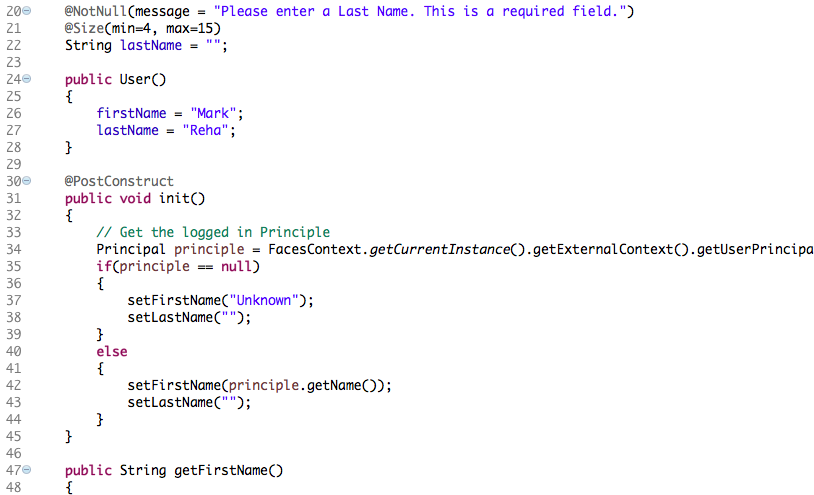 20 @NotNull(message = "Please enter a Last Name. This is a required field.")
21 @Size(min=4, max=15)
22 String lastName = "";
23
24 public User()
25 {
26 firstName = "Mark";
27 lastName = "Reha";
28 }
29
30 @PostConstruct
31 public void init()
32 {
33 // Get the logged in Principle
34 Principal principle = FacesContext.getCurrentInstance().getExternalContext().getUserPrincipa
35 if(principle == null)
36 {
37 setFirstName("Unknown");
38 setLastName("");
39 }
40 else
41 {
42 setFirstName(principle.getName());
43 setLastName("");
44 }
45 }
46
47 public String getFirstName()
48 {